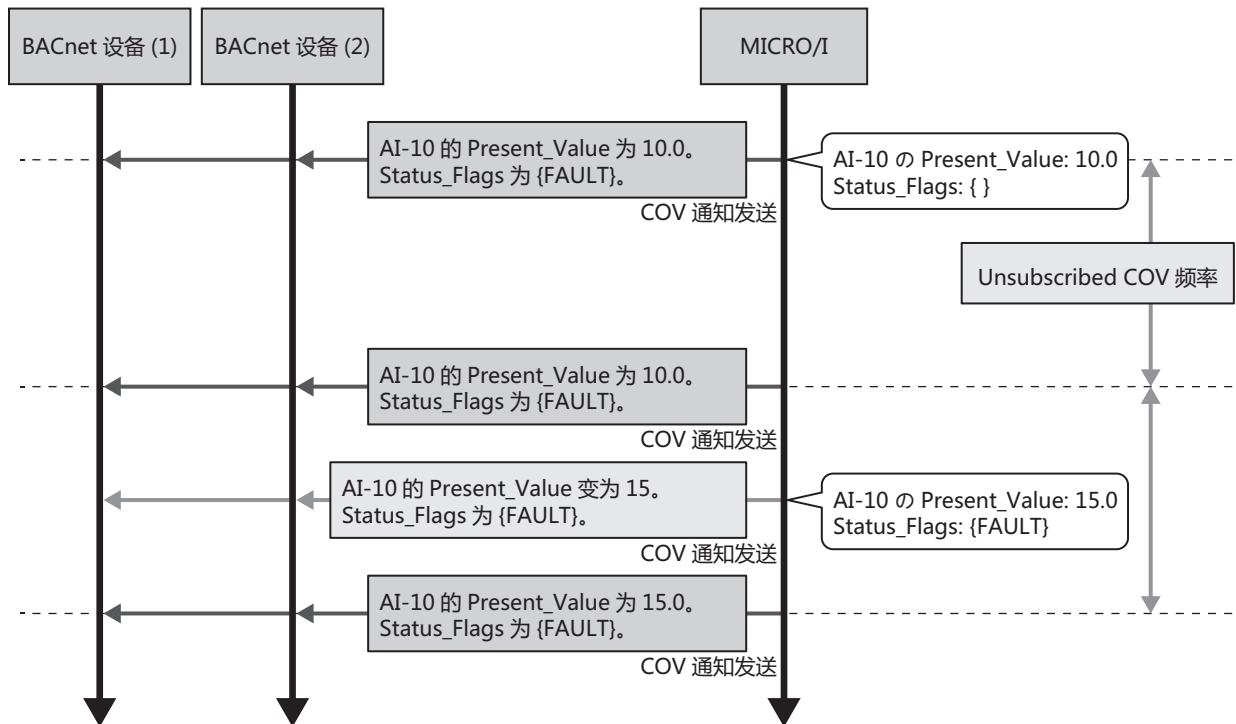 BACnet 设备 (1)
BACnet 设备 (2)
MICRO/I
AI-10 的 Present_Value 为 10.0。
Status_Flags 为 {FAULT}。
COV 通知发送
AI-10 の Present_Value: 10.0
Status_Flags: { }
Unsubscribed COV 频率
AI-10 的 Present_Value 为 10.0。
Status_Flags 为 {FAULT}。
COV 通知发送
AI-10 的 Present_Value 变为 15。
Status_Flags 为 {FAULT}。
COV 通知发送
AI-10 の Present_Value: 15.0
Status_Flags: {FAULT}
AI-10 的 Present_Value 为 15.0。
Status_Flags 为 {FAULT}。
COV 通知发送